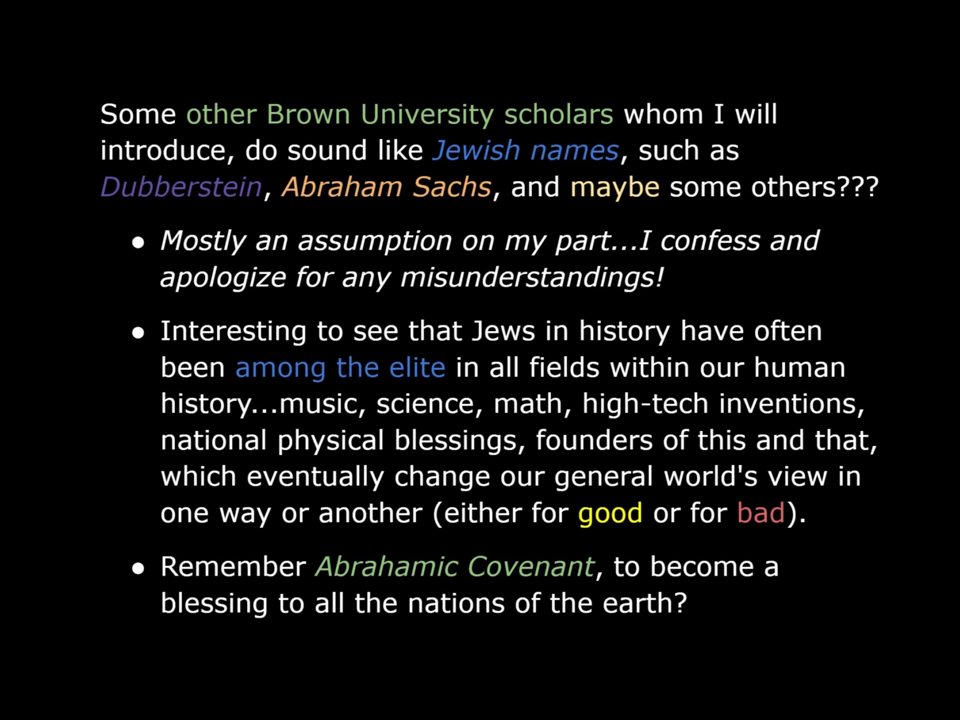 Some other Brown University scholars whom I will
introduce, do sound like Jewish names, such as
Dubberstein, Abraham Sachs, and maybe some others???
● Mostly an assumption on my part...I confess and
apologize for any misunderstandings!
● Interesting to see that Jews in history have often
been among the elite in all fields within our human
history...music, science, math, high-tech inventions,
national physical blessings, founders of this and that,
which eventually change our general world's view in
one way or another (either for good or for bad).
● Remember Abrahamic Covenant, to become a
blessing to all the nations of the earth?